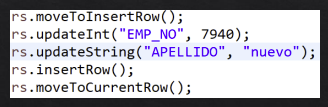 rs.moveToInsertRow();
rs.updateInt("EMP_NO", 7940);
rs.updateString("APELLIDO", "nuevo");
rs.insertRow();
rs.moveToCurrentRow();